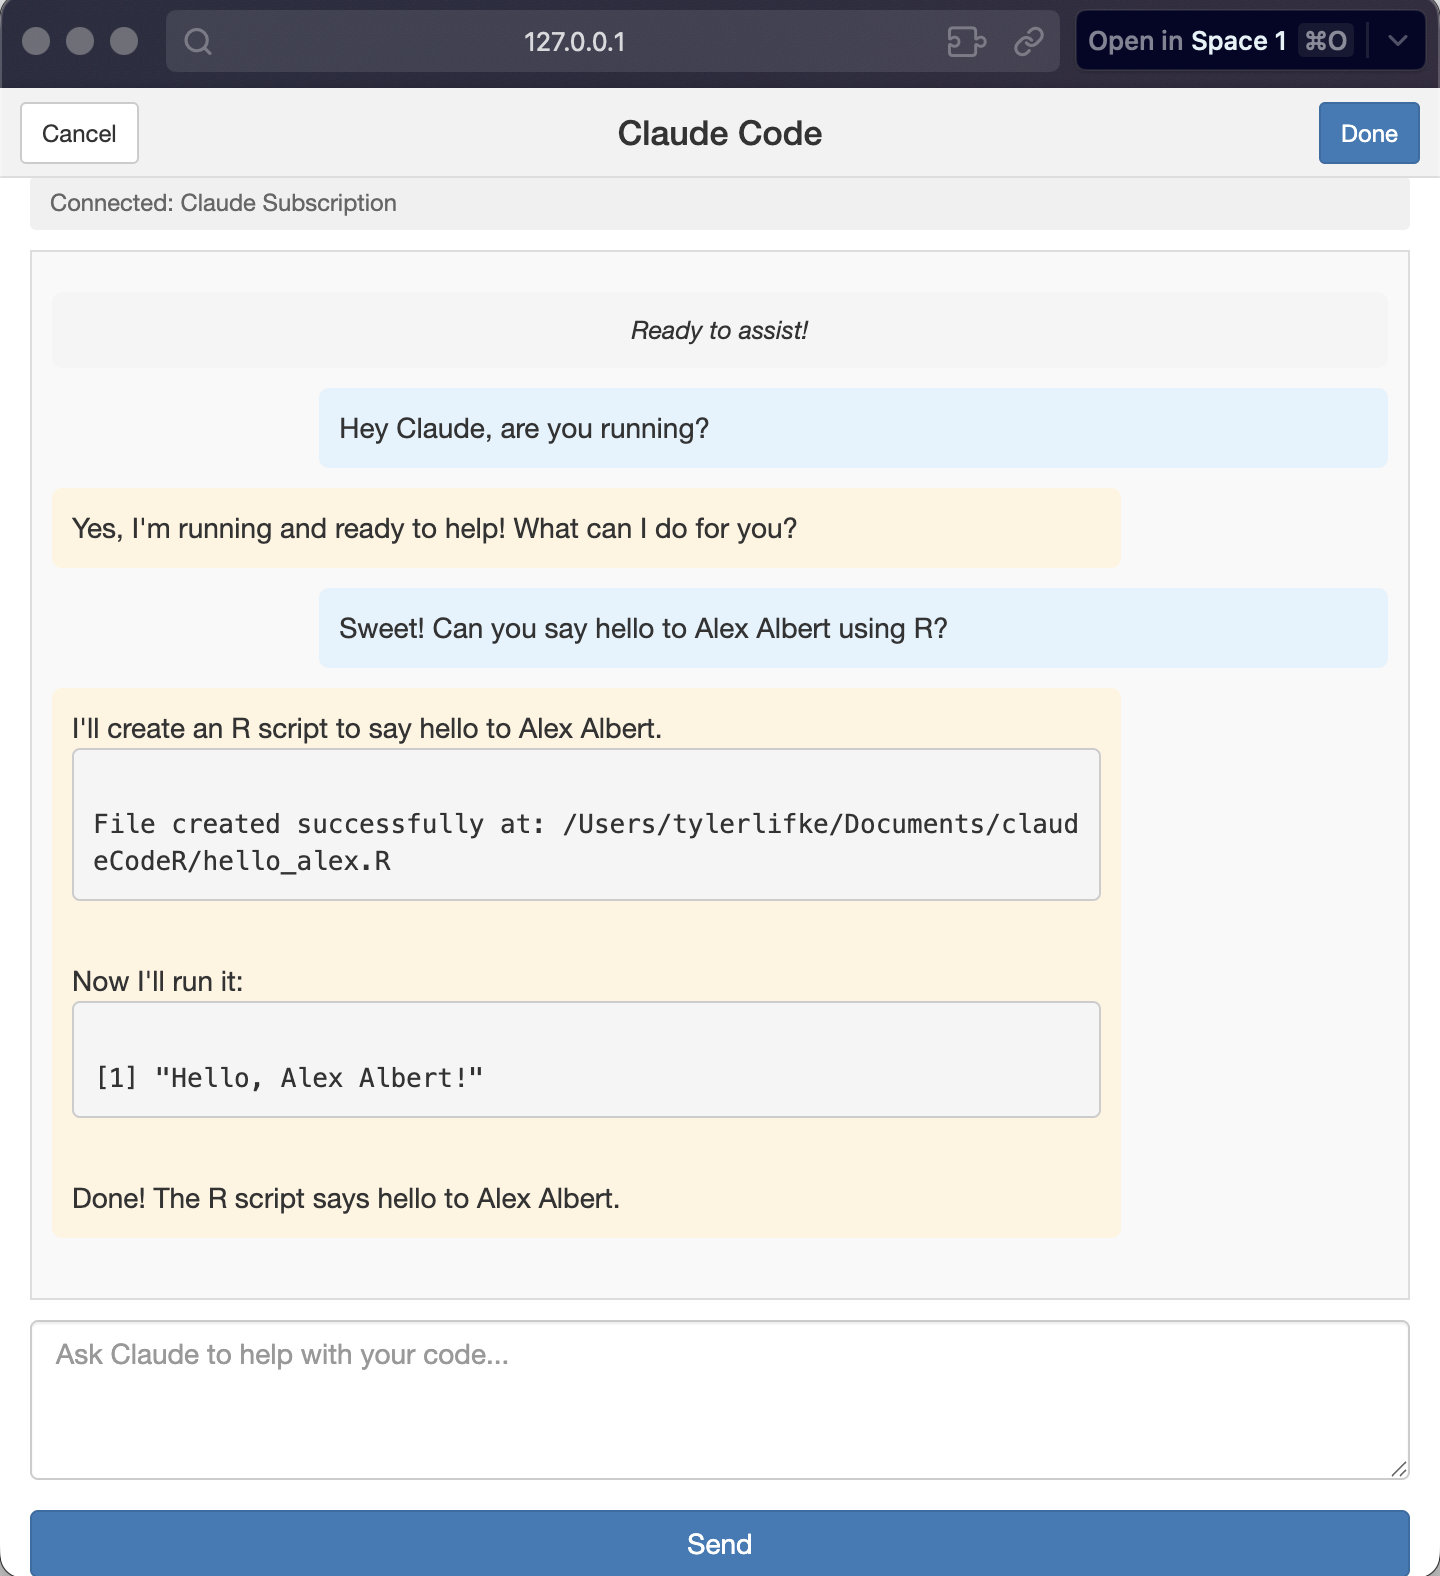 127.0.0.1
Open in Space 1 ⌘O
Cancel
Claude Code
Done
Connected: Claude Subscription
Ready to assist!
Hey Claude, are you running?
Yes, I'm running and ready to help! What can I do for you?
Sweet! Can you say hello to Alex Albert using R?
I'll create an R script to say hello to Alex Albert.
File created successfully at: /Users/tylerlifke/Documents/claud
eCodeR/hello_alex.R
Now I'll run it:
[1] "Hello, Alex Albert!"
Done! The R script says hello to Alex Albert.
Ask Claude to help with your code...
Send